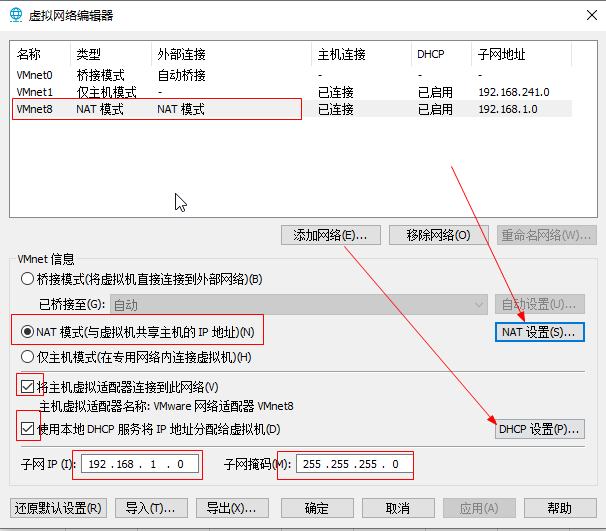 虚拟网络编辑器
名称 类型 外部连接 主机连接 DHCP 子网地址
VMnet0 桥接模式 自动桥接 - - -
VMnet1 仅主机模式 - 已连接 已启用 192.168.241.0
VMnet8 NAT 模式 NAT 模式 已连接 已启用 192.168.1.0
添加网络(E)... 移除网络(O) 重命名网络(W)...
VMnet 信息
桥接模式(将虚拟机直接连接到外部网络)(B)
已桥接至(G): 自动 自动设置(U)...
NAT 模式(与虚拟机共享主机的 IP 地址)(N) NAT 设置(S)...
仅主机模式(在专用网络内连接虚拟机)(H)
将主机虚拟适配器连接到此网络(V)
主机虚拟适配器名称: VMware 网络适配器 VMnet8
使用本地 DHCP 服务将 IP 地址分配给虚拟机(D) DHCP 设置(P)...
子网 IP (I): 192 . 168 . 1 . 0 子网掩码(M): 255 . 255 . 255 . 0
还原默认设置(R) 导入(T)... 导出(X)... 确定 取消 应用(A) 帮助